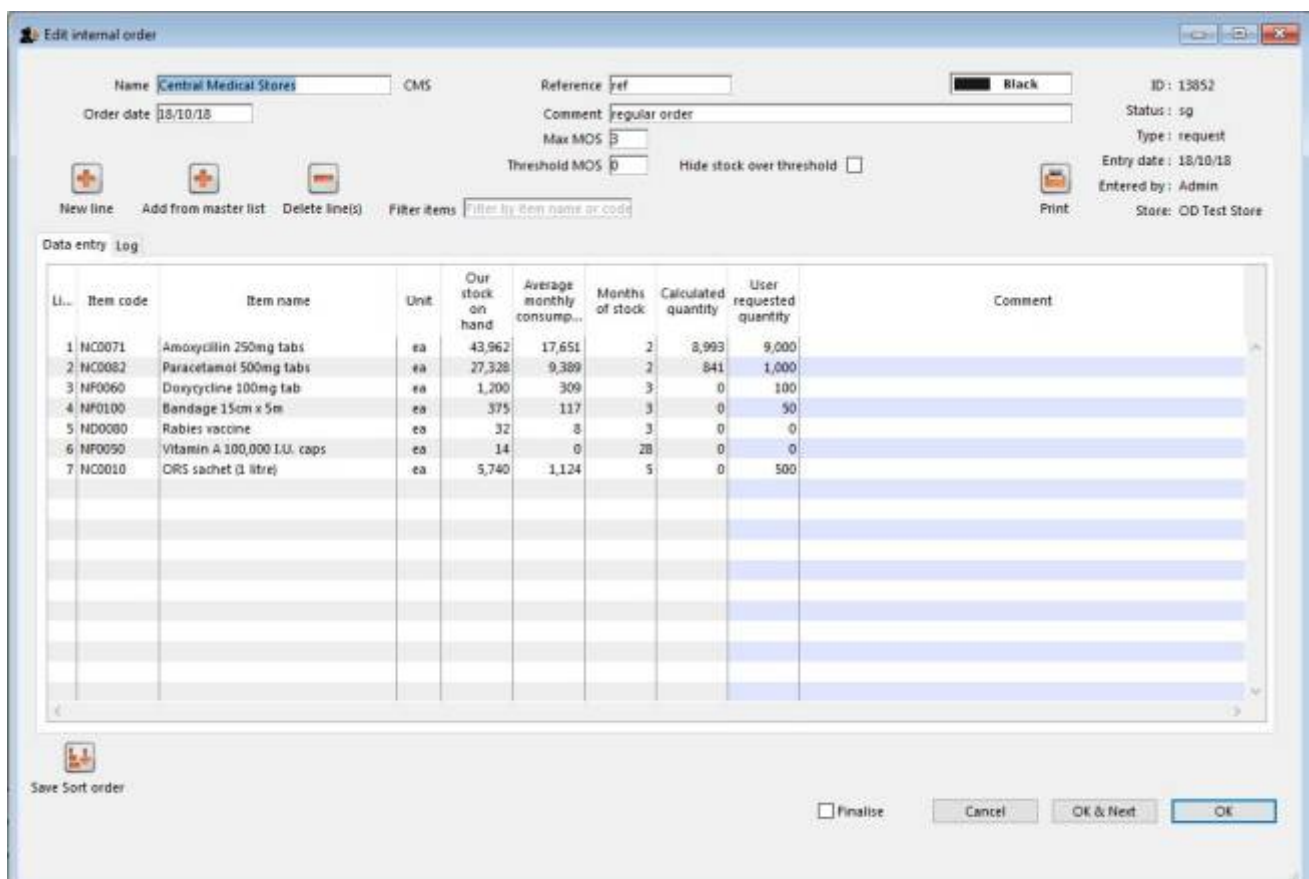 Edit internal order
Name Central Medical Stores CMS Reference ref Black ID : 13852
Order date 18/10/18 Comment regular order Status : sg
Max MOS 3 Type : request
Threshold MOS 0 Hide stock over threshold Entry date : 18/10/18
Entered by : Admin
New line Add from master list Delete line(s) Filter items Filter by item name or code Print Store: OD Test Store
Data entry Log
Li... Item code Item name Unit Our stock on hand Average monthly consump... Months of stock Calculated quantity User requested quantity Comment
1 NC0071 Amoxycillin 250mg tabs ea 43,962 17,651 2 8,993 9,000
2 NC0082 Paracetamol 500mg tabs ea 27,328 9,389 2 841 1,000
3 NF0060 Doxycycline 100mg tab ea 1,200 309 3 0 100
4 NF0100 Bandage 15cm x 5m ea 375 117 3 0 50
5 ND0080 Rabies vaccine ea 32 8 3 0 0
6 NF0050 Vitamin A 100,000 I.U. caps ea 14 0 28 0 0
7 NC0010 ORS sachet (1 litre) ea 5,740 1,124 5 0 500
Save Sort order
Finalise Cancel OK & Next OK